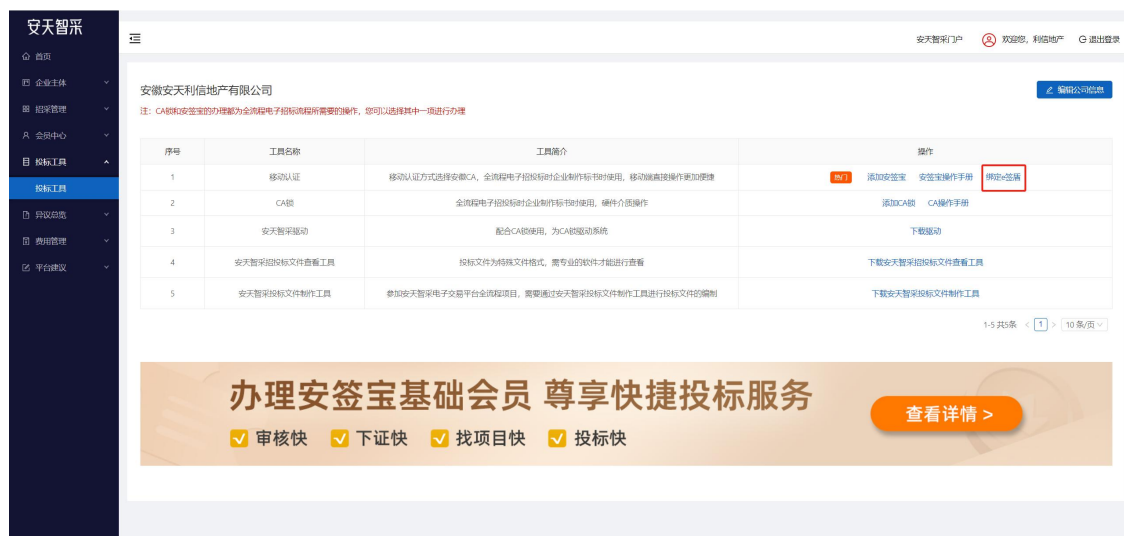 安天智采
安天智采门户 欢迎您，利信地产 退出登录
首页
企业主体
招采管理
会员中心
投标工具
投标工具
异议总览
费用管理
平台建议
安徽安天利信地产有限公司
编辑公司信息
注：CA锁和安签宝的办理都为全流程电子招标流程所需要的操作，您可以选择其中一项进行办理
序号 工具名称 工具简介 操作
1 移动认证 移动认证方式选择安徽CA，全流程电子招投标时企业制作标书时使用，移动端直接操作更加便捷 热门 添加安签宝 安签宝操作手册 绑定e签盾
2 CA锁 全流程电子招投标时企业制作标书时使用，硬件介质操作 添加CA锁 CA操作手册
3 安天智采驱动 配合CA锁使用，为CA锁驱动系统 下载驱动
4 安天智采招投标文件查看工具 投标文件为特殊文件格式，需专业的软件才能进行查看 下载安天智采招投标文件查看工具
5 安天智采投标文件制作工具 参加安天智采电子交易平台全流程项目，需要通过安天智采投标文件制作工具进行投标文件的编制 下载安天智采投标文件制作工具
1-5 共5条 < 1 > 10 条/页
办理安签宝基础会员 尊享快捷投标服务
审核快 下证快 找项目快 投标快
查看详情 >